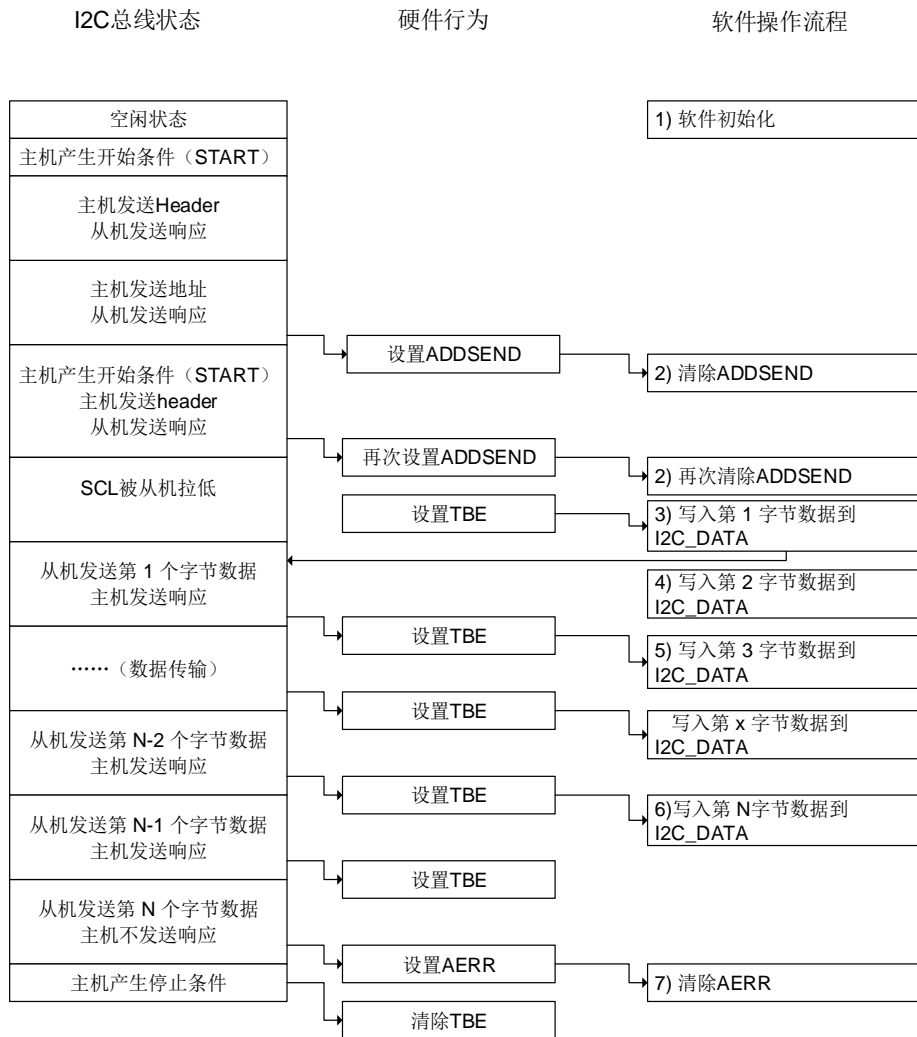 I2C总线状态
硬件行为
软件操作流程
空闲状态
1) 软件初始化
主机产生开始条件（START）
主机发送Header
从机发送响应
主机发送地址
从机发送响应
设置ADDSEND
2) 清除ADDSEND
主机产生开始条件（START）
主机发送header
从机发送响应
再次设置ADDSEND
2) 再次清除ADDSEND
SCL被从机拉低
设置TBE
3) 写入第 1 字节数据到
I2C_DATA
从机发送第 1 个字节数据
主机发送响应
4) 写入第 2 字节数据到
I2C_DATA
设置TBE
5) 写入第 3 字节数据到
I2C_DATA
……（数据传输）
设置TBE
写入第 x 字节数据到
I2C_DATA
从机发送第 N-2 个字节数据
主机发送响应
设置TBE
6)写入第 N字节数据到
I2C_DATA
从机发送第 N-1 个字节数据
主机发送响应
设置TBE
从机发送第 N 个字节数据
主机不发送响应
设置AERR
7) 清除AERR
主机产生停止条件
清除TBE